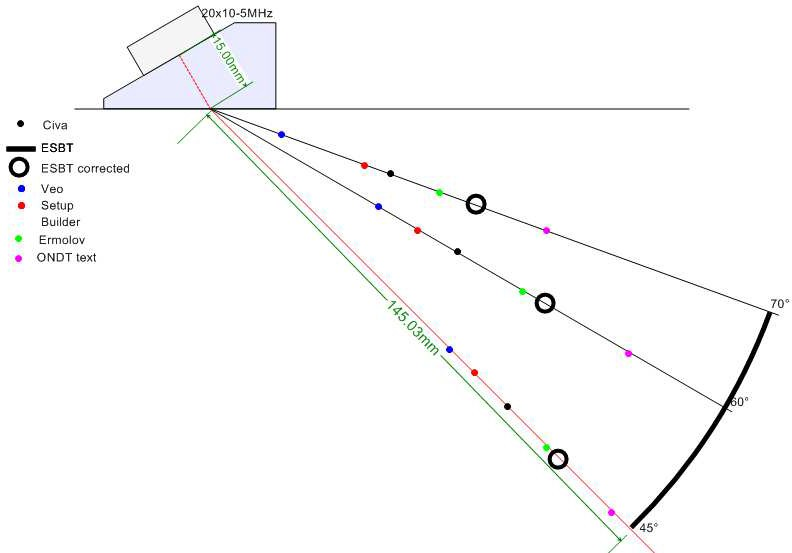 20x10-5MHz
15.00mm
Civa
ESBT
ESBT corrected
Veo
Setup
Builder
Ermolov
ONDT text
145.03mm
70°
60°
45°